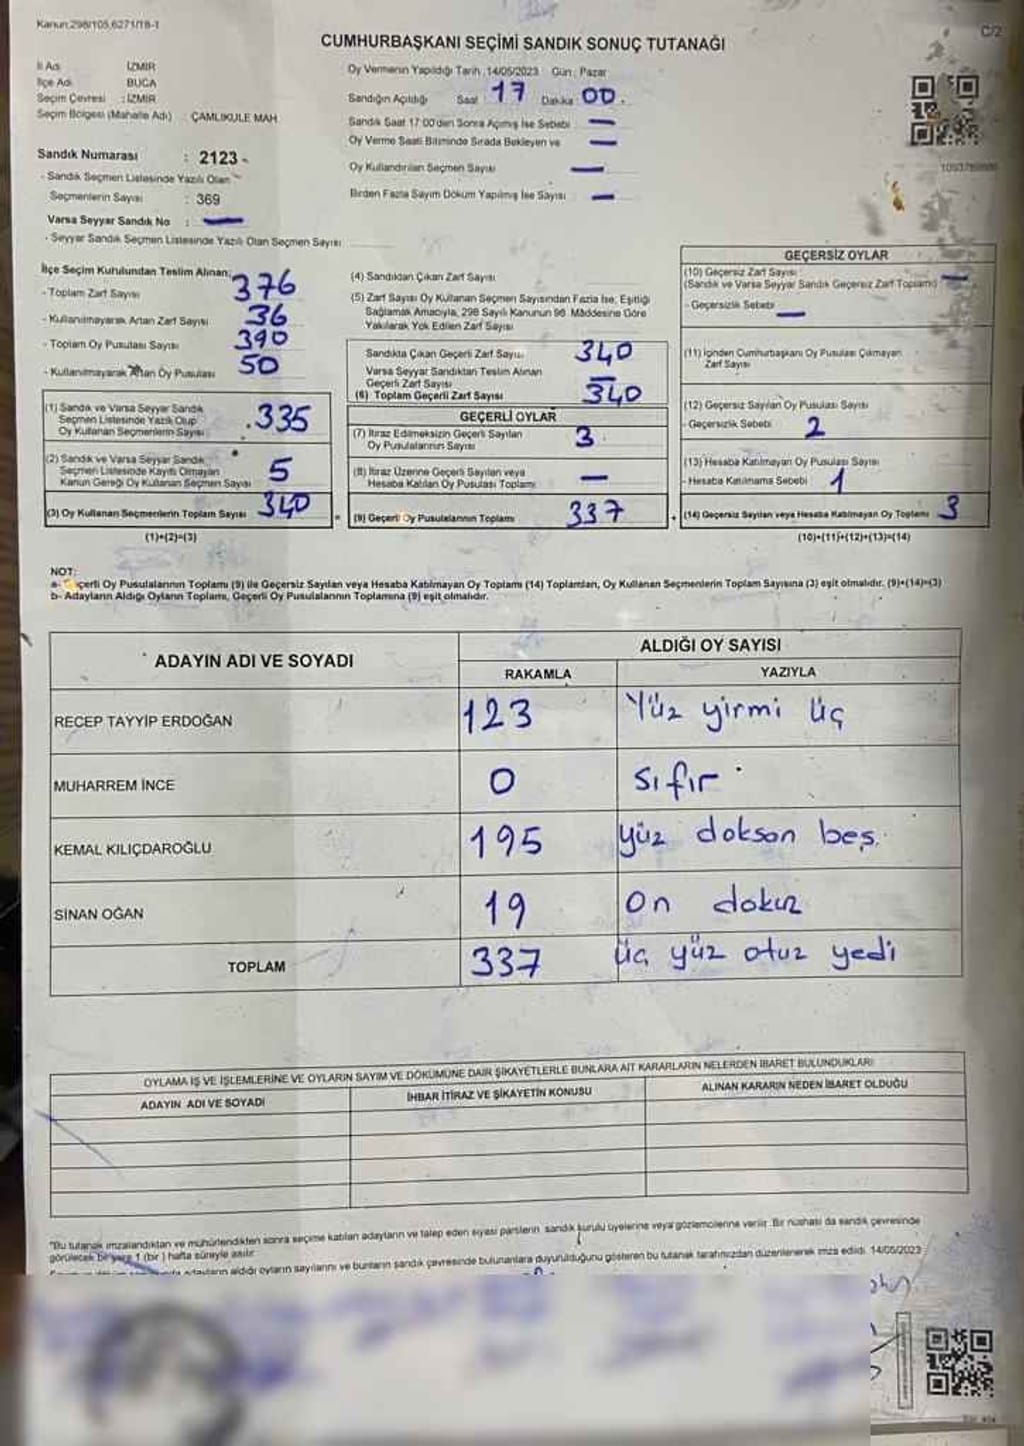 Kanun:298/105,6271/18-1
C/2
CUMHURBAŞKANI SEÇİMİ SANDIK SONUÇ TUTANAĞI
İl Adı İZMİR
İlçe Adı BUCA
Seçim Çevresi : İZMİR
Seçim Bölgesi (Mahalle Adı) : ÇAMLIKULE MAH.
Sandık Numarası : 2123 -
- Sandık Seçmen Listesinde Yazılı Olan
Seçmenlerin Sayısı : 369
Varsa Seyyar Sandık No : —
- Seyyar Sandık Seçmen Listesinde Yazılı Olan Seçmen Sayısı
Oy Vermenin Yapıldığı Tarih : 14/05/2023 Gün : Pazar
Sandığın Açıldığı Saat : 17 Dakika : 00.
Sandık Saat 17:00'dan Sonra Açılmış İse Sebebi —
Oy Verme Saati Bitiminde Sırada Bekleyen ve —
Oy Kullandırılan Seçmen Sayısı —
Birden Fazla Sayım Döküm Yapılmış İse Sayısı —
İlçe Seçim Kurulundan Teslim Alınan;
- Toplam Zarf Sayısı 376
- Kullanılmayarak Artan Zarf Sayısı 36
- Toplam Oy Pusulası Sayısı 390
- Kullanılmayarak Artan Oy Pusulası 50
(1) Sandık ve Varsa Seyyar Sandık
Seçmen Listesinde Yazılı Olup
Oy Kullanan Seçmenlerin Sayısı 335
(2) Sandık ve Varsa Seyyar Sandık
Seçmen Listesinde Kayıtlı Olmayan
Kanun Gereği Oy Kullanan Seçmen Sayısı 5
(3) Oy Kullanan Seçmenlerin Toplam Sayısı 340
(1)+(2)=(3)
(4) Sandıktan Çıkan Zarf Sayısı
(5) Zarf Sayısı Oy Kullanan Seçmen Sayısından Fazla İse; Eşitliği
Sağlamak Amacıyla, 298 Sayılı Kanunun 98. Maddesine Göre
Yakılarak Yok Edilen Zarf Sayısı
Sandıkta Çıkan Geçerli Zarf Sayısı 340
Varsa Seyyar Sandıktan Teslim Alınan
Geçerli Zarf Sayısı —
(6) Toplam Geçerli Zarf Sayısı 340
GEÇERLİ OYLAR
(7) İtiraz Edilmeksizin Geçerli Sayılan
Oy Pusulalarının Sayısı 3
(8) İtiraz Üzerine Geçerli Sayılan veya
Hesaba Katılan Oy Pusulası Toplamı —
(9) Geçerli Oy Pusulalarının Toplamı 337
GEÇERSİZ OYLAR
(10) Geçersiz Zarf Sayısı
(Sandık ve Varsa Seyyar Sandık Geçersiz Zarf Toplamı) —
- Geçersizlik Sebebi —
(11) İçinden Cumhurbaşkanı Oy Pusulası Çıkmayan
Zarf Sayısı
(12) Geçersiz Sayılan Oy Pusulası Sayısı
- Geçersizlik Sebebi 2
(13) Hesaba Katılmayan Oy Pusulası Sayısı
- Hesaba Katılmama Sebebi 1
(14) Geçersiz Sayılan veya Hesaba Katılmayan Oy Toplamı 3
(10)+(11)+(12)+(13)=(14)
NOT:
a- Geçerli Oy Pusulalarının Toplamı (9) ile Geçersiz Sayılan veya Hesaba Katılmayan Oy Toplamı (14) Toplamları, Oy Kullanan Seçmenlerin Toplam Sayısına (3) eşit olmalıdır. (9)+(14)=(3)
b- Adayların Aldığı Oyların Toplamı, Geçerli Oy Pusulalarının Toplamına (9) eşit olmalıdır.
ADAYIN ADI VE SOYADI ALDIĞI OY SAYISI
RAKAMLA YAZIYLA
RECEP TAYYİP ERDOĞAN 123 Yüz yirmi üç
MUHARREM İNCE 0 sıfır
KEMAL KILIÇDAROĞLU 195 yüz doksan beş.
SİNAN OĞAN 19 on dokuz
TOPLAM 337 üç yüz otuz yedi
OYLAMA İŞ VE İŞLEMLERİNE VE OYLARIN SAYIM VE DÖKÜMÜNE DAİR ŞİKAYETLERLE BUNLARA AİT KARARLARIN NELERDEN İBARET BULUNDUKLARI
ADAYIN ADI VE SOYADI İHBAR İTİRAZ VE ŞİKAYETİN KONUSU ALINAN KARARIN NEDEN İBARET OLDUĞU
"Bu tutanak imzalandıktan ve mühürlendikten sonra seçime katılan adayların ve talep eden siyasi partilerin sandık kurulu üyelerine veya gözlemcilerine verilir. Bir nüshası da sandık çevresinde
görülecek bir yere 1 (bir) hafta süreyle asılır.
adayların aldığı oyların sayılarını ve bunların sandık çevresinde bulunanlara duyurulduğunu gösteren bu tutanak tarafımızdan düzenlenerek imza edildi. 14/05/2023